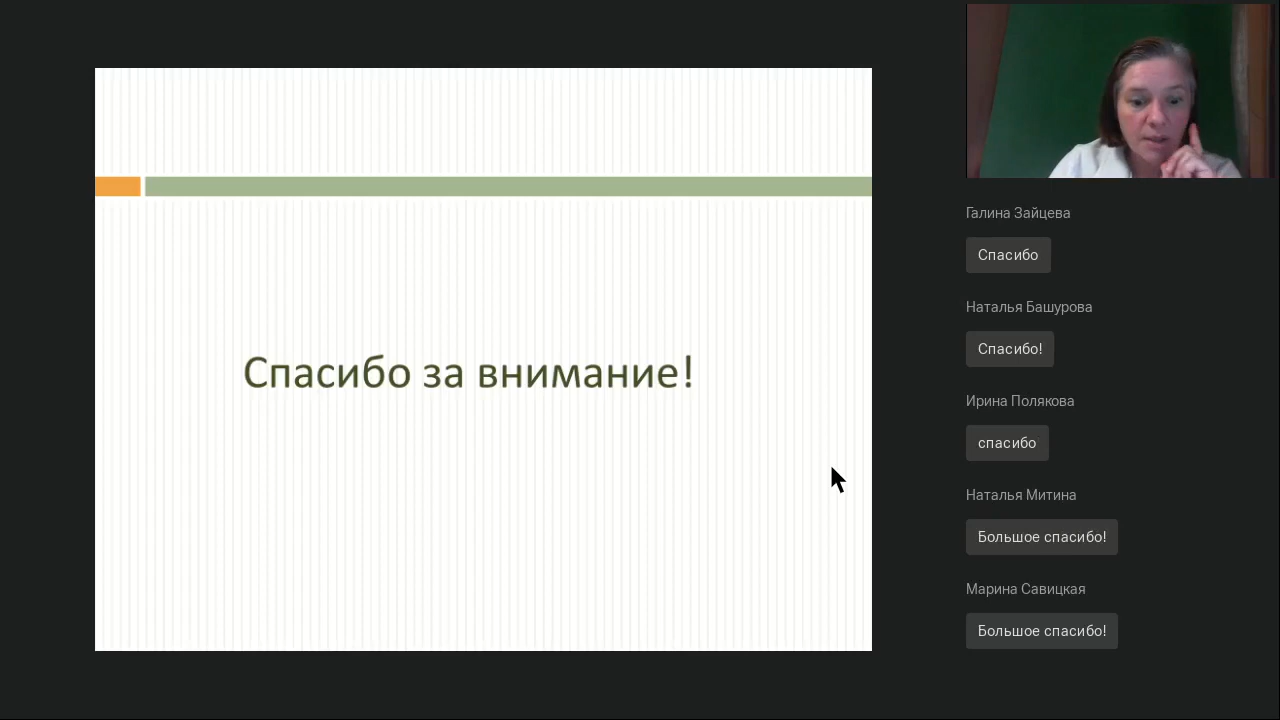 Спасибо за внимание!
Галина Зайцева
Спасибо
Наталья Башурова
Спасибо!
Ирина Полякова
спасибо
Наталья Митина
Большое спасибо!
Марина Савицкая
Большое спасибо!